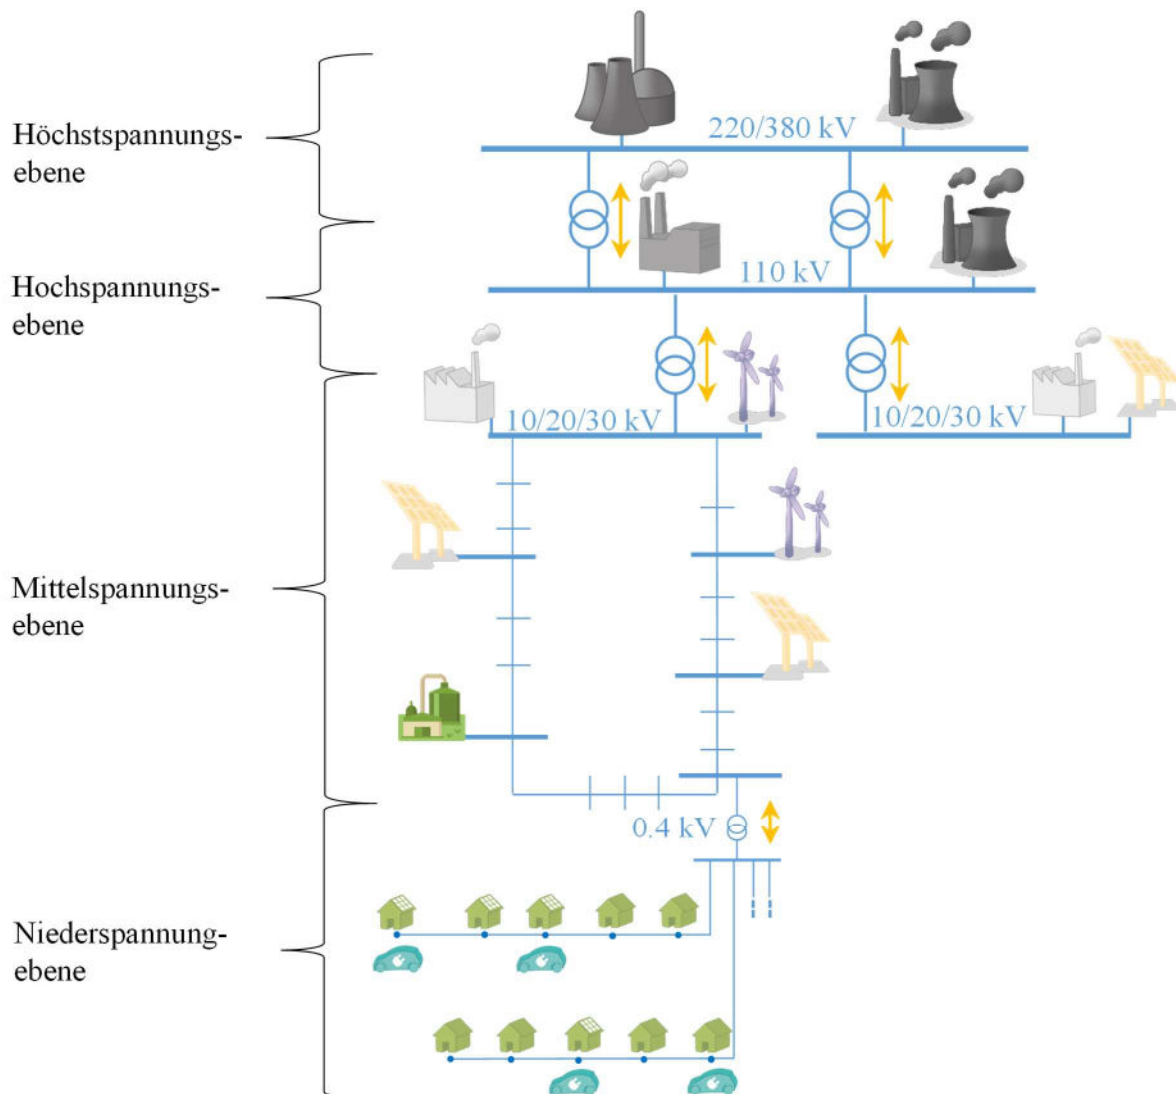 220/380 kV
Höchstspannungs-
ebene
110 kV
Hochspannungs-
ebene
10/20/30 kV
10/20/30 kV
Mittelspannungs-
ebene
0.4 kV
Niederspannung-
ebene